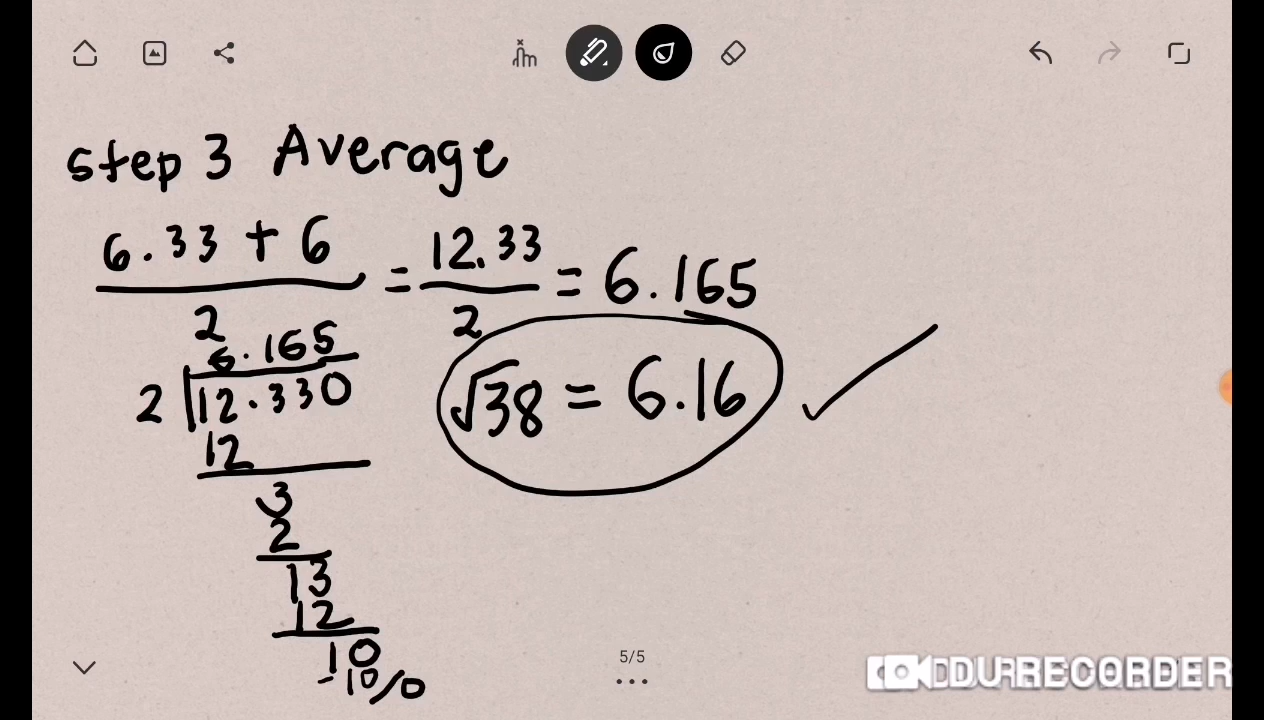 step 3 Average
6.33 + 6 = 12.33 = 6.165
2 2
6.165
2 12.330
12
3
2
13
12
10
-10/0
√38 = 6.16
5/5
DU RECORDER